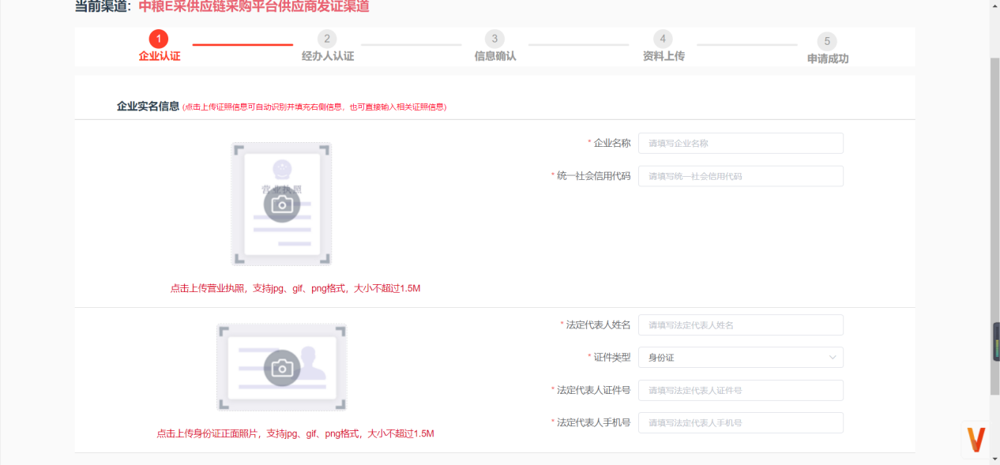 当前渠道：中粮E采供应链采购平台供应商发证渠道
1 2 3 4 5
企业认证 经办人认证 信息确认 资料上传 申请成功
企业实名信息 (点击上传证照信息可自动识别并填充右侧信息，也可直接输入相关证照信息)
* 企业名称 请填写企业名称
* 统一社会信用代码 请填写统一社会信用代码
营业执照
点击上传营业执照，支持jpg、gif、png格式，大小不超过1.5M
* 法定代表人姓名 请填写法定代表人姓名
* 证件类型 身份证
* 法定代表人证件号 请填写法定代表人证件号
* 法定代表人手机号 请填写法定代表人手机号
点击上传身份证正面照片，支持jpg、gif、png格式，大小不超过1.5M